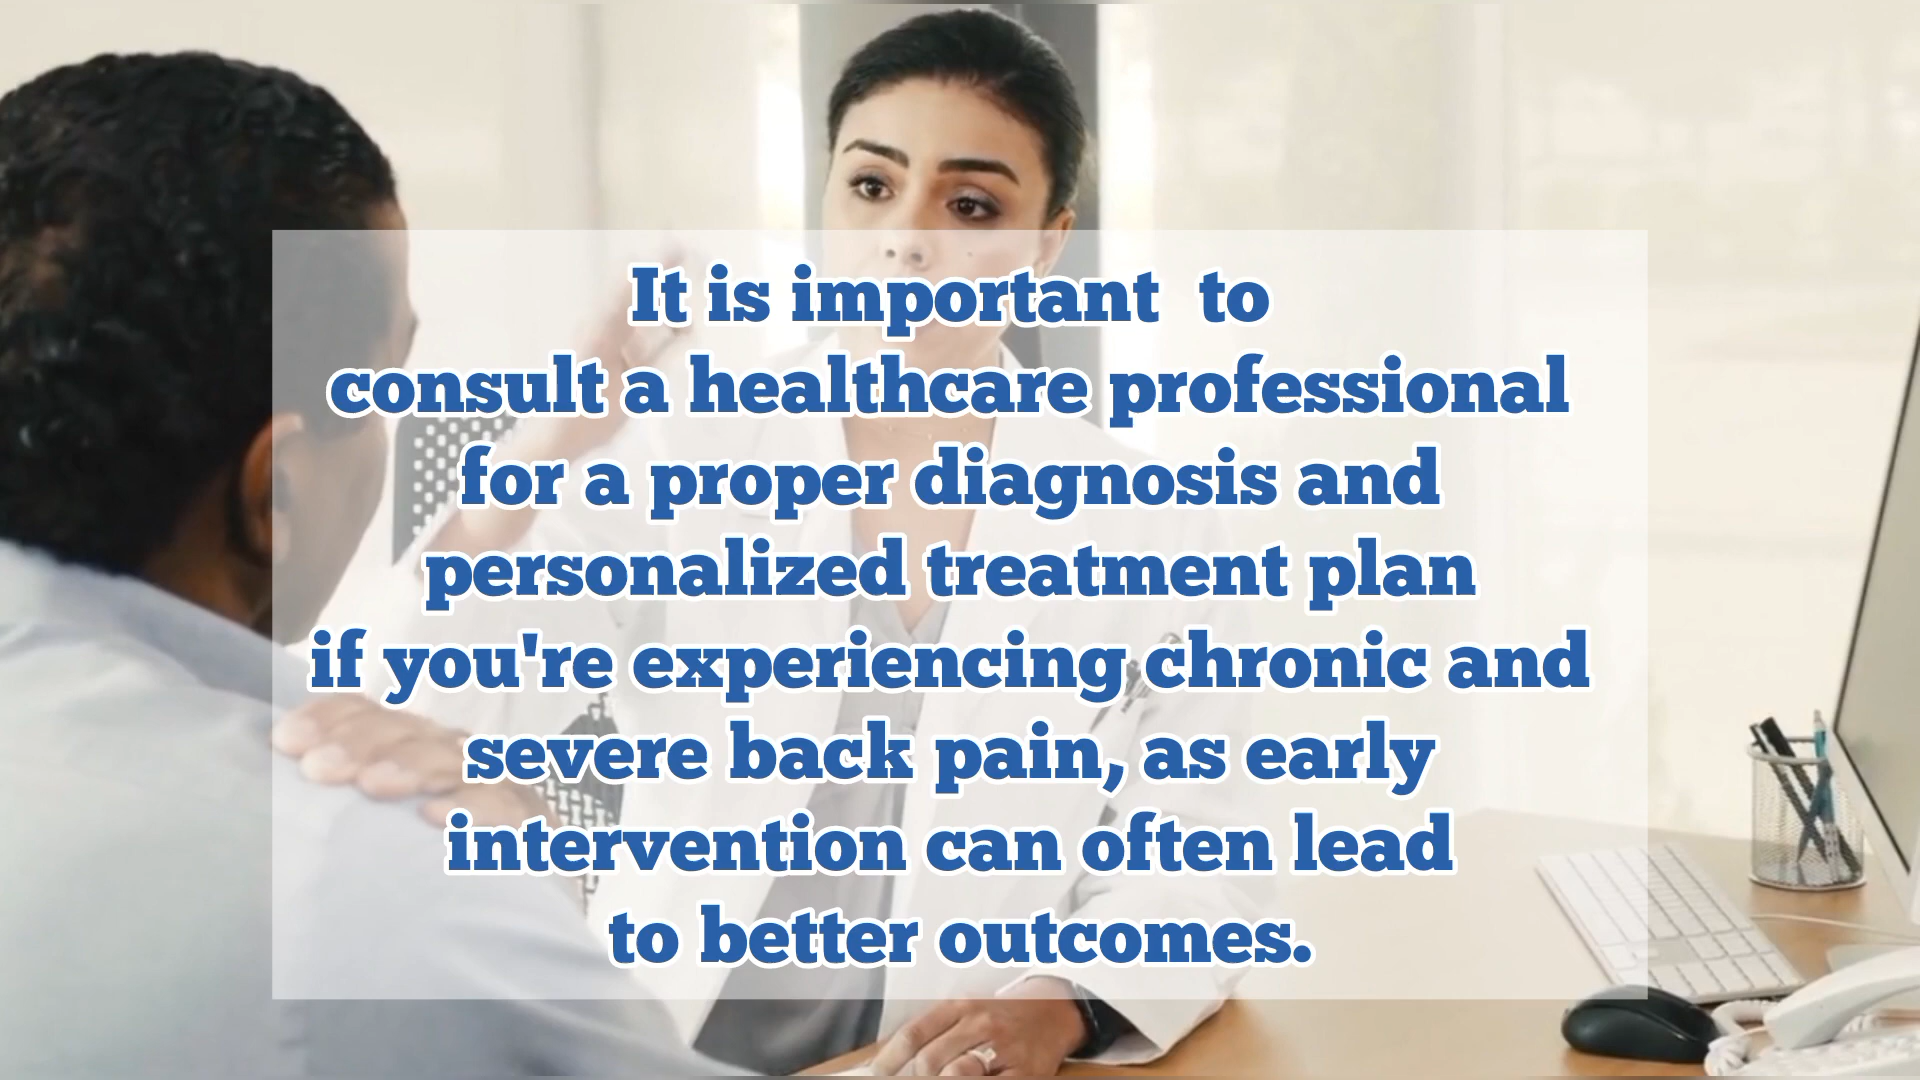 It is important  to
consult a healthcare professional
for a proper diagnosis and
personalized treatment plan
if you're experiencing chronic and
severe back pain, as early
intervention can often lead
to better outcomes.